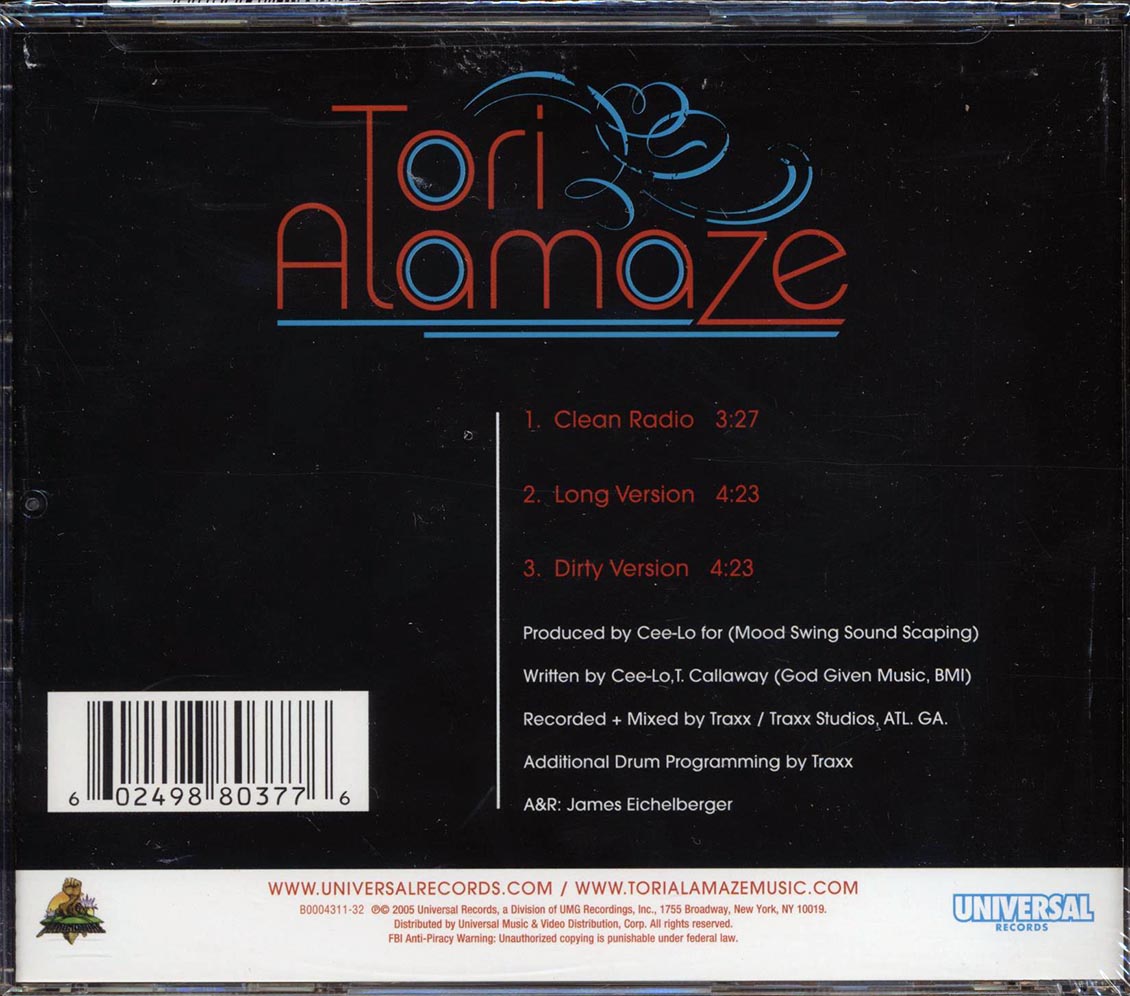 Tori
Alamaze
1. Clean Radio 3:27
2. Long Version 4:23
3. Dirty Version 4:23
Produced by Cee-Lo for (Mood Swing Sound Scaping)
Written by Cee-Lo,T. Callaway (God Given Music, BMI)
Recorded + Mixed by Traxx / Traxx Studios, ATL. GA.
Additional Drum Programming by Traxx
A&R: James Eichelberger
6 02498 80377 6
WWW.UNIVERSALRECORDS.COM / WWW.TORIALAMAZEMUSIC.COM
B0004311-32 ℗© 2005 Universal Records, a Division of UMG Recordings, Inc., 1755 Broadway, New York, NY 10019.
Distributed by Universal Music & Video Distribution, Corp. All rights reserved.
FBI Anti-Piracy Warning: Unauthorized copying is punishable under federal law.
UNIVERSAL
RECORDS